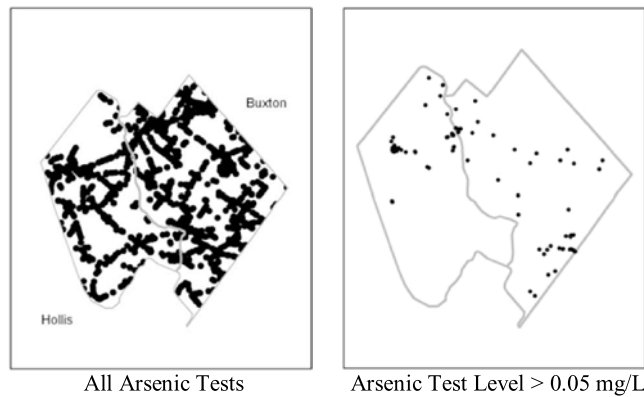 Buxton
Hollis
All Arsenic Tests
Arsenic Test Level > 0.05 mg/L